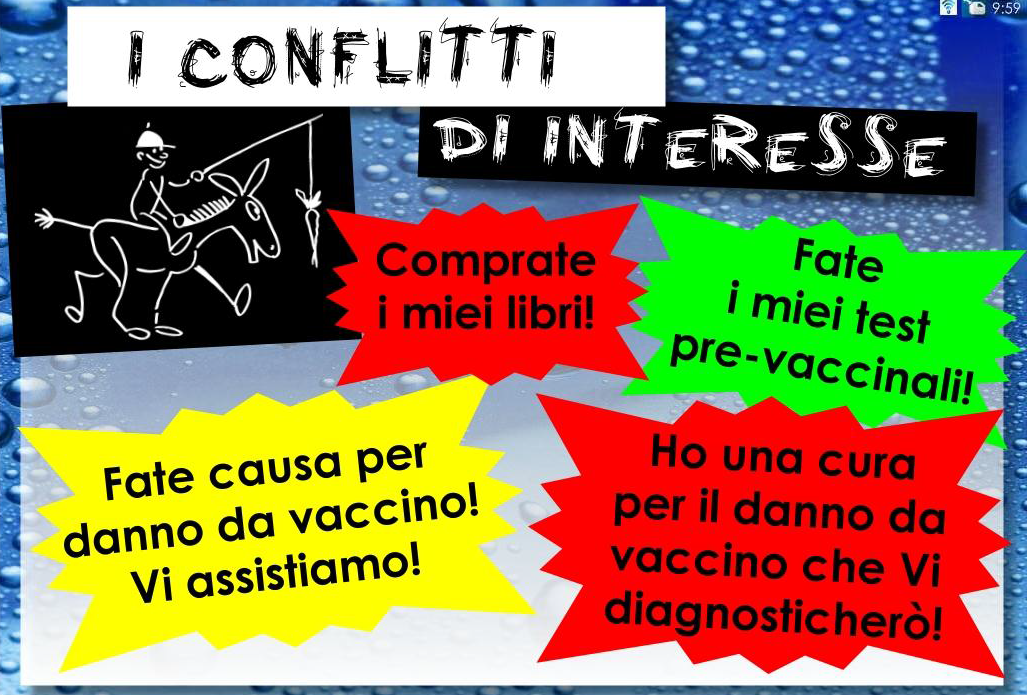 9:59
I CONFLITTI
DI INTERESSE
Comprate
i miei libri!
Fate
i miei test
pre-vaccinali!
Fate causa per
danno da vaccino!
Vi assistiamo!
Ho una cura
per il danno da
vaccino che Vi
diagnosticherò!